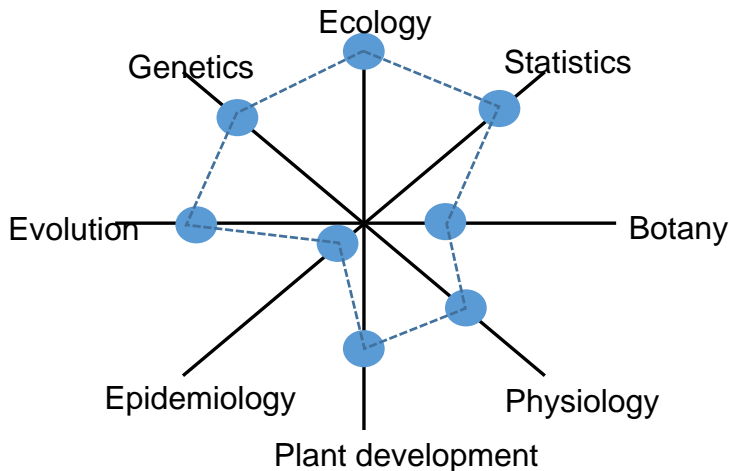 Ecology
Genetics
Statistics
Evolution
Botany
Epidemiology
Physiology
Plant development